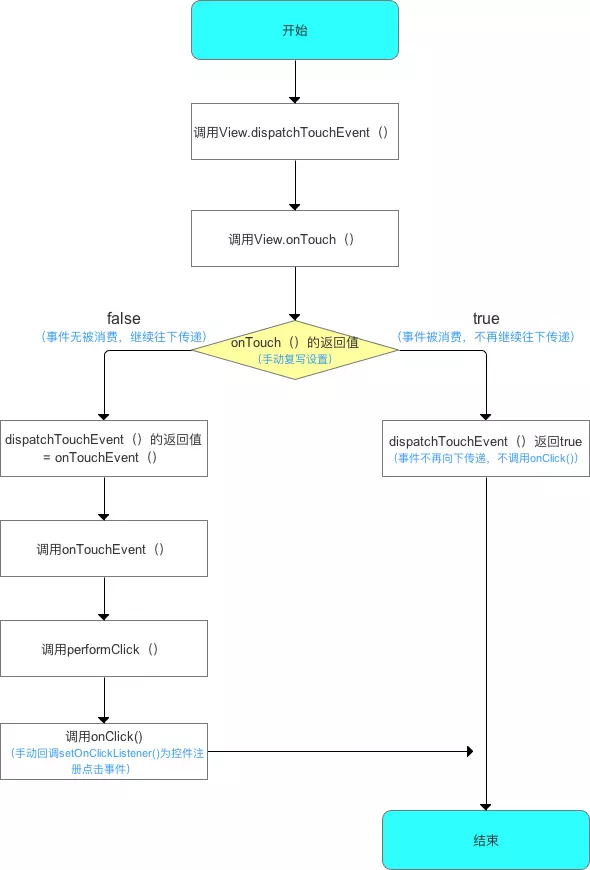 开始
调用View.dispatchTouchEvent（）
调用View.onTouch（）
false
（事件无被消费，继续往下传递）
onTouch（）的返回值
（手动复写设置）
true
（事件被消费，不再继续往下传递）
dispatchTouchEvent（）的返回值
= onTouchEvent（）
dispatchTouchEvent（）返回true
（事件不再向下传递，不调用onClick()）
调用onTouchEvent（）
调用performClick（）
调用onClick()
（手动回调setOnClickListener()为控件注
册点击事件）
结束